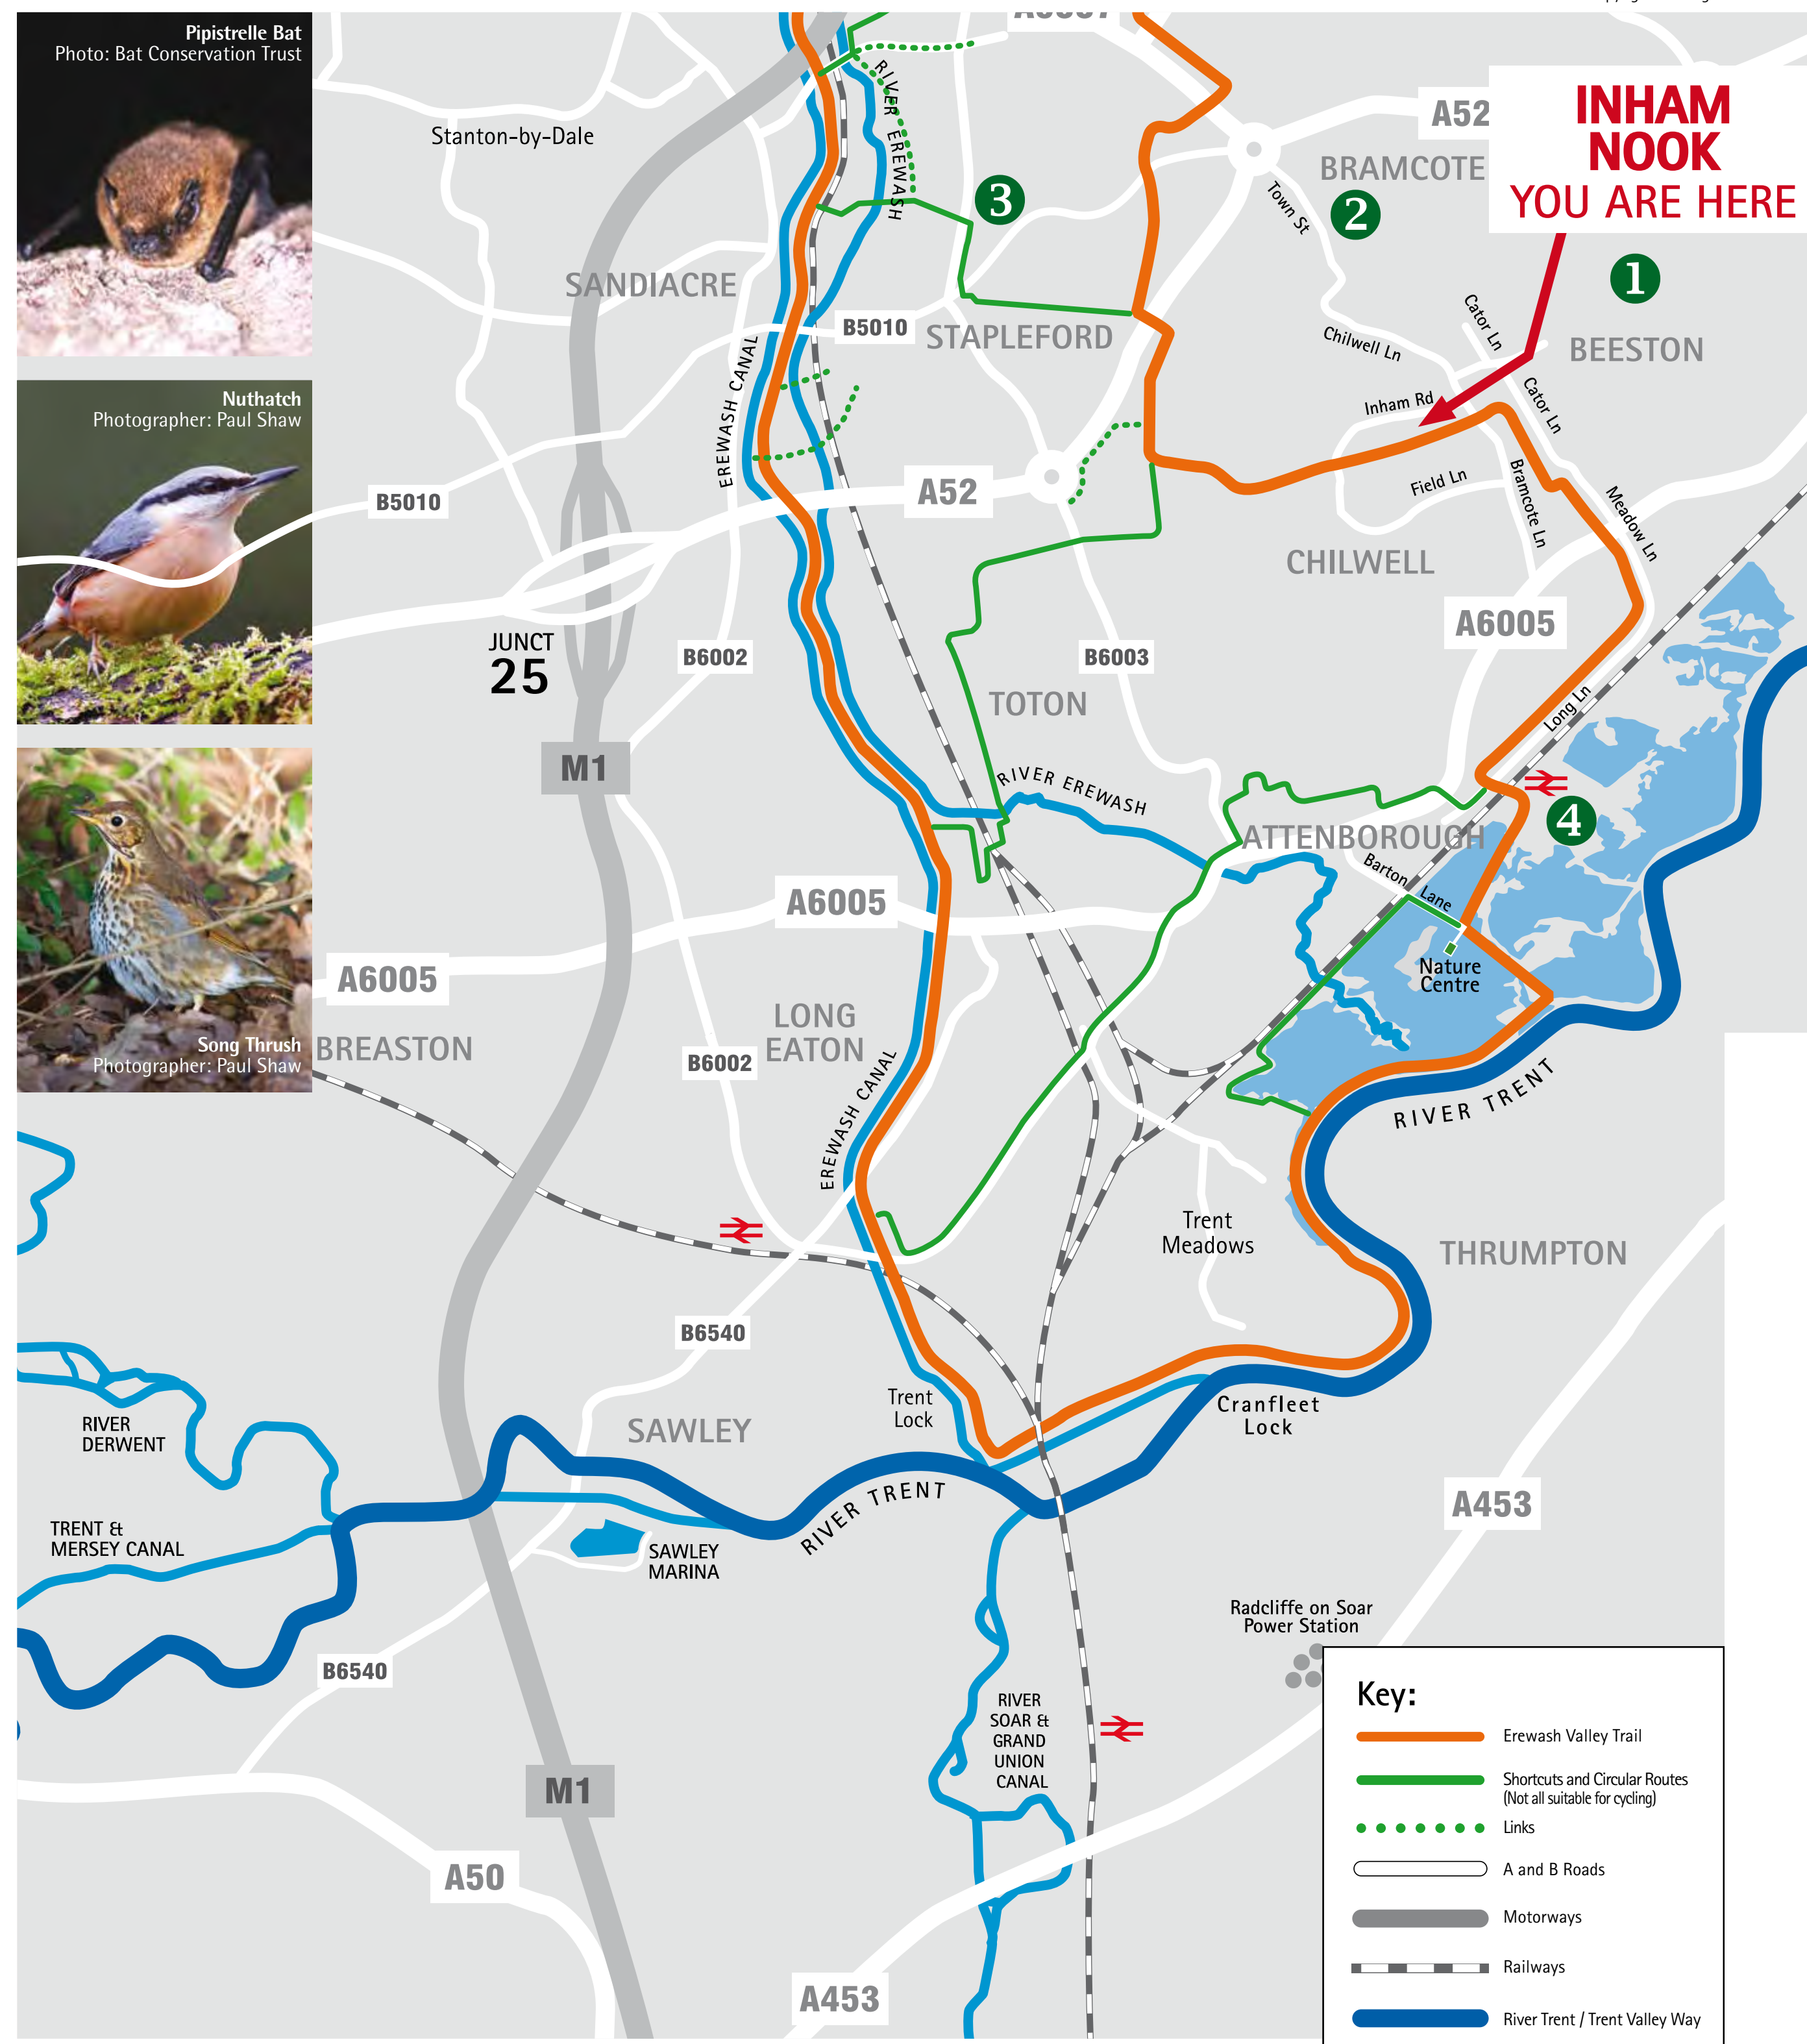 Pipistrelle Bat
Photo: Bat Conservation Trust
Nuthatch
Photographer: Paul Shaw
Song Thrush
Photographer: Paul Shaw
INHAM
NOOK
YOU ARE HERE
Stanton-by-Dale
RIVER EREWASH
A52
BRAMCOTE
Town St
3
2
1
SANDIACRE
B5010
STAPLEFORD
Chilwell Ln
Cator Ln
BEESTON
EREWASH CANAL
Inham Rd
Cator Ln
B5010
A52
Field Ln
Bramcote Ln
Meadow Ln
CHILWELL
JUNCT
25
B6002
B6003
A6005
TOTON
Long Ln
M1
RIVER EREWASH
4
ATTENBOROUGH
Barton Lane
A6005
A6005
Nature
Centre
BREASTON
LONG
EATON
B6002
EREWASH CANAL
RIVER TRENT
Trent
Meadows
THRUMPTON
B6540
Trent
Lock
Cranfleet
Lock
RIVER
DERWENT
SAWLEY
RIVER TRENT
A453
TRENT &
MERSEY CANAL
SAWLEY
MARINA
Radcliffe on Soar
Power Station
B6540
RIVER
SOAR &
GRAND
UNION
CANAL
M1
A50
A453
Key:
Erewash Valley Trail
Shortcuts and Circular Routes
(Not all suitable for cycling)
Links
A and B Roads
Motorways
Railways
River Trent / Trent Valley Way